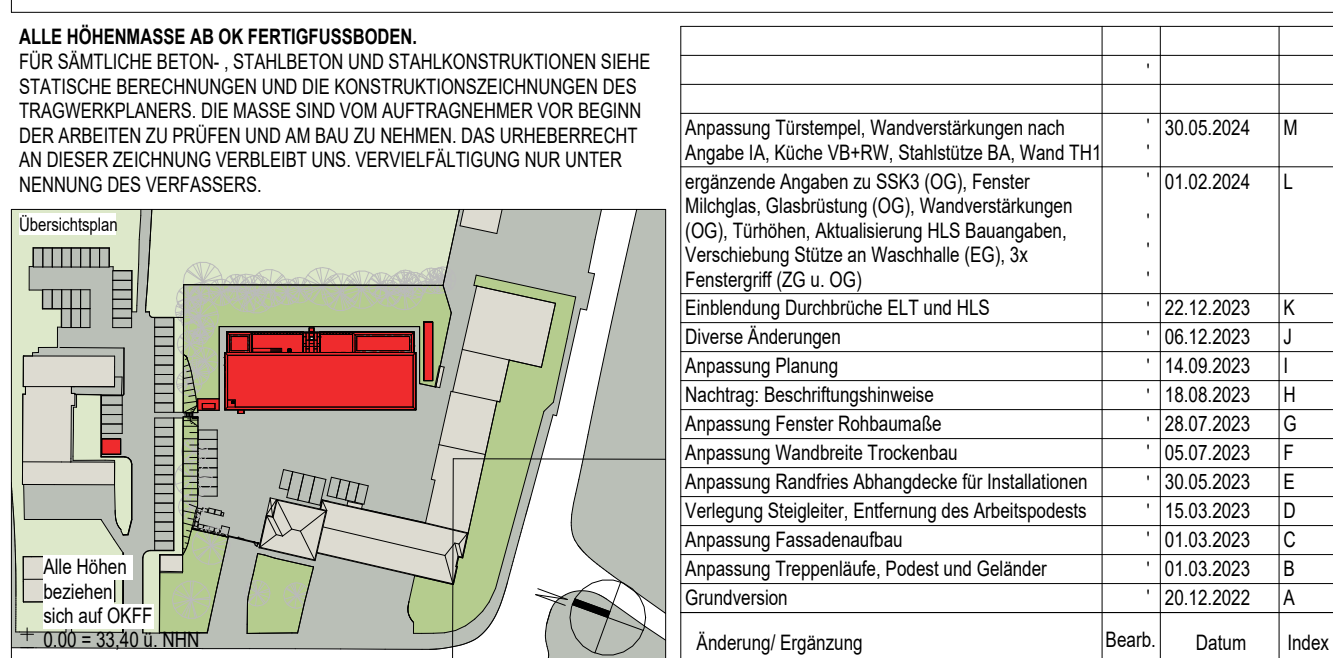 ALLE HÖHENMASSE AB OK FERTIGFUSSBODEN.
FÜR SÄMTLICHE BETON- , STAHLBETON UND STAHLKONSTRUKTIONEN SIEHE
STATISCHE BERECHNUNGEN UND DIE KONSTRUKTIONSZEICHNUNGEN DES
TRAGWERKPLANERS. DIE MASSE SIND VOM AUFTRAGNEHMER VOR BEGINN
DER ARBEITEN ZU PRÜFEN UND AM BAU ZU NEHMEN. DAS URHEBERRECHT
AN DIESER ZEICHNUNG VERBLEIBT UNS. VERVIELFÄLTIGUNG NUR UNTER
NENNUNG DES VERFASSERS.
Übersichtsplan
Alle Höhen
beziehen
sich auf OKFF
+ 0.00 = 33,40 ü. NHN
Anpassung Türstempel, Wandverstärkungen nach ' 30.05.2024 M
Angabe IA, Küche VB+RW, Stahlstütze BA, Wand TH1 '
ergänzende Angaben zu SSK3 (OG), Fenster ' 01.02.2024 L
Milchglas, Glasbrüstung (OG), Wandverstärkungen '
(OG), Türhöhen, Aktualisierung HLS Bauangaben, '
Verschiebung Stütze an Waschhalle (EG), 3x '
Fenstergriff (ZG u. OG)
Einblendung Durchbrüche ELT und HLS ' 22.12.2023 K
Diverse Änderungen ' 06.12.2023 J
Anpassung Planung ' 14.09.2023 I
Nachtrag: Beschriftungshinweise ' 18.08.2023 H
Anpassung Fenster Rohbaumaße ' 28.07.2023 G
Anpassung Wandbreite Trockenbau ' 05.07.2023 F
Anpassung Randfries Abhangdecke für Installationen ' 30.05.2023 E
Verlegung Steigleiter, Entfernung des Arbeitspodests ' 15.03.2023 D
Anpassung Fassadenaufbau ' 01.03.2023 C
Anpassung Treppenläufe, Podest und Geländer ' 01.03.2023 B
Grundversion ' 20.12.2022 A
Änderung/ Ergänzung Bearb. Datum Index